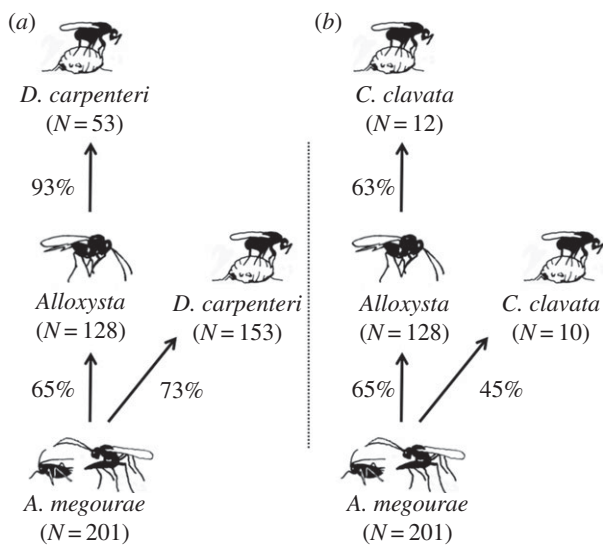 (a)
D. carpenteri
(N = 53)
93%
Alloxysta
(N = 128)
D. carpenteri
(N = 153)
65%
73%
A. megourae
(N = 201)
(b)
C. clavata
(N = 12)
63%
Alloxysta
(N = 128)
C. clavata
(N = 10)
65%
45%
A. megourae
(N = 201)